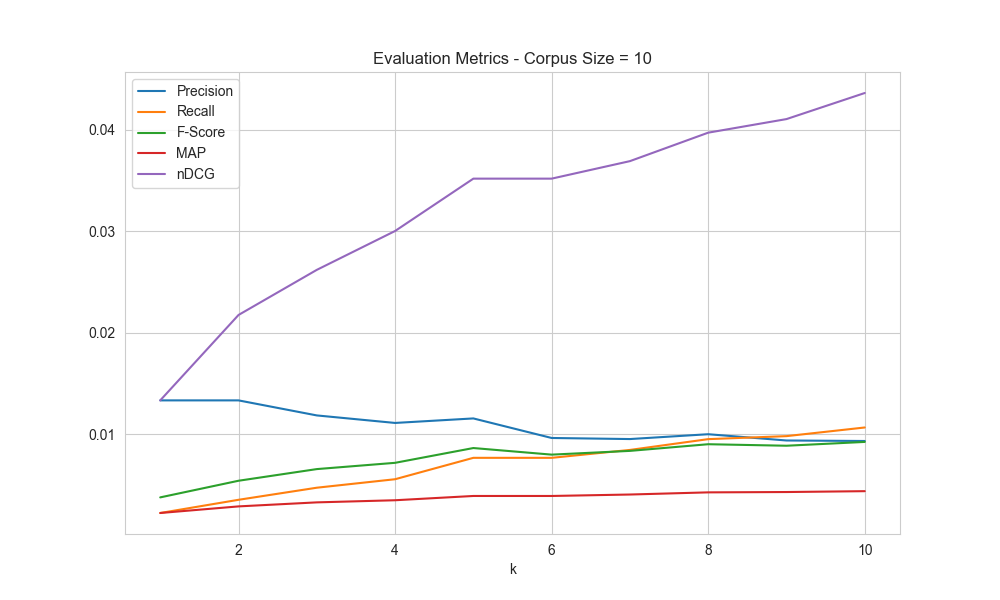 Evaluation Metrics - Corpus Size = 10
Precision
Recall
F-Score
MAP
nDCG
0.04
0.03
0.02
0.01
2
4
6
8
10
k